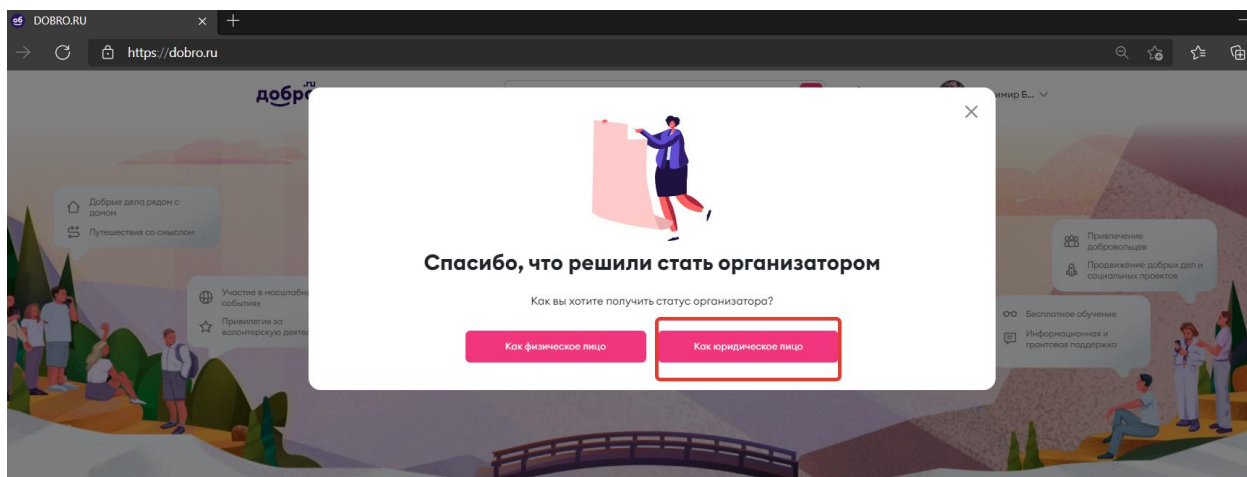 DOBRO.RU
https://dobro.ru
добро
.ru
имир Б...
Добрые дела рядом с
домом
Путешествия со смыслом
Участие в масштабн
событиях
Привилегия за
волонтерскую деяте
Спасибо, что решили стать организатором
Как вы хотите получить статус организатора?
Как физическое лицо
Как юридическое лицо
Привлечение
добровольцев
Продвижение добрых дел и
социальных проектов
Бесплатное обучение
Информационная и
грантовая поддержка